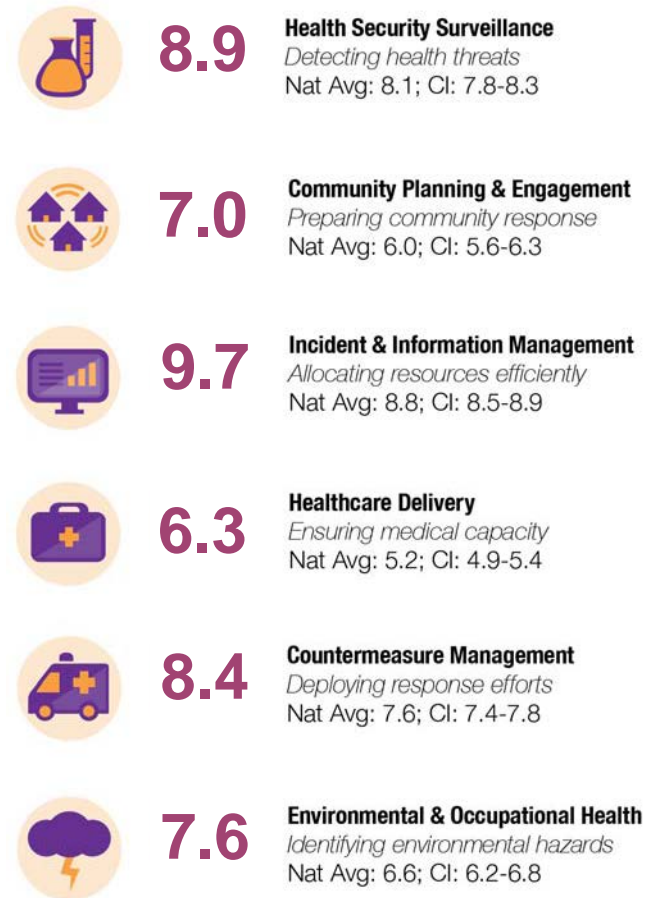 8.9
Health Security Surveillance
Detecting health threats
Nat Avg: 8.1; CI: 7.8-8.3
7.0
Community Planning & Engagement
Preparing community response
Nat Avg: 6.0; CI: 5.6-6.3
9.7
Incident & Information Management
Allocating resources efficiently
Nat Avg: 8.8; CI: 8.5-8.9
6.3
Healthcare Delivery
Ensuring medical capacity
Nat Avg: 5.2; CI: 4.9-5.4
8.4
Countermeasure Management
Deploying response efforts
Nat Avg: 7.6; CI: 7.4-7.8
7.6
Environmental & Occupational Health
Identifying environmental hazards
Nat Avg: 6.6; CI: 6.2-6.8